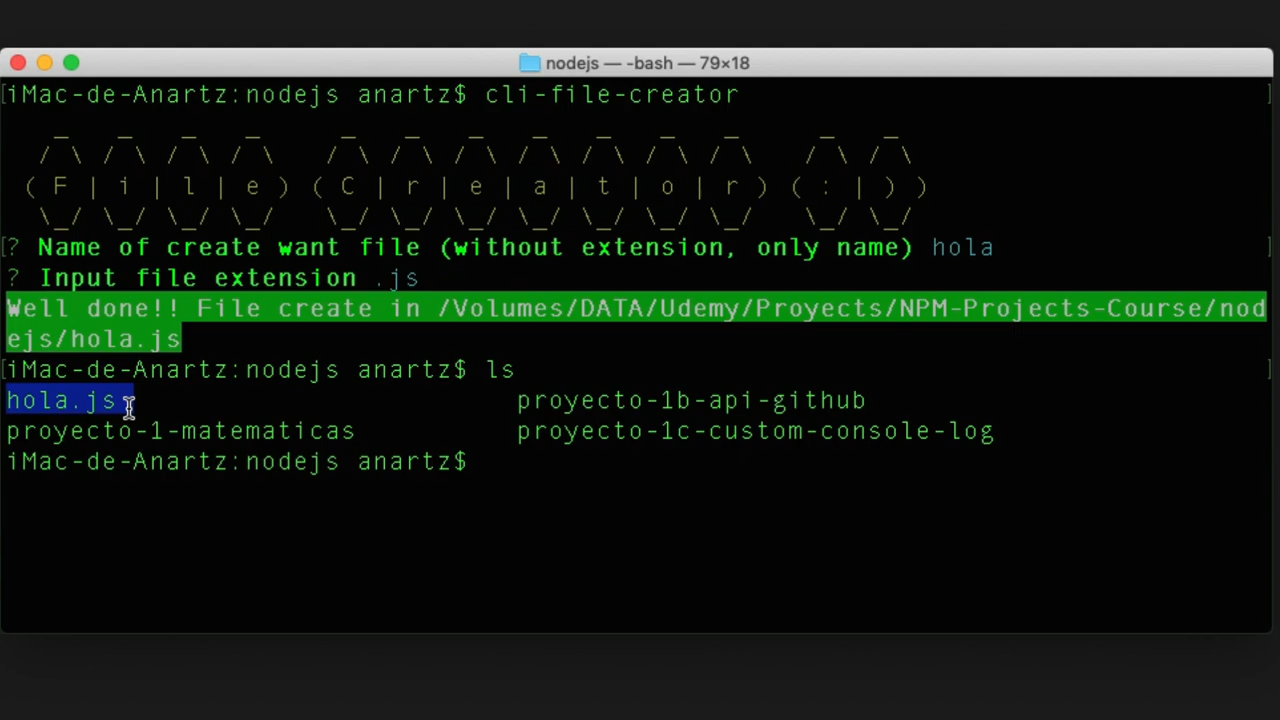 nodejs — -bash — 79×18
[iMac-de-Anartz:nodejs anartz$ cli-file-creator ]
  _   _   _   _     _   _   _   _   _   _   _     _   _
 / \ / \ / \ / \   / \ / \ / \ / \ / \ / \ / \   / \ / \
( F | i | l | e ) ( C | r | e | a | t | o | r ) ( : | ) )
 \_/ \_/ \_/ \_/   \_/ \_/ \_/ \_/ \_/ \_/ \_/   \_/ \_/
[? Name of create want file (without extension, only name) hola ]
? Input file extension .js
Well done!! File create in /Volumes/DATA/Udemy/Proyects/NPM-Projects-Course/nod
ejs/hola.js
[iMac-de-Anartz:nodejs anartz$ ls ]
hola.js proyecto-1b-api-github
proyecto-1-matematicas proyecto-1c-custom-console-log
iMac-de-Anartz:nodejs anartz$